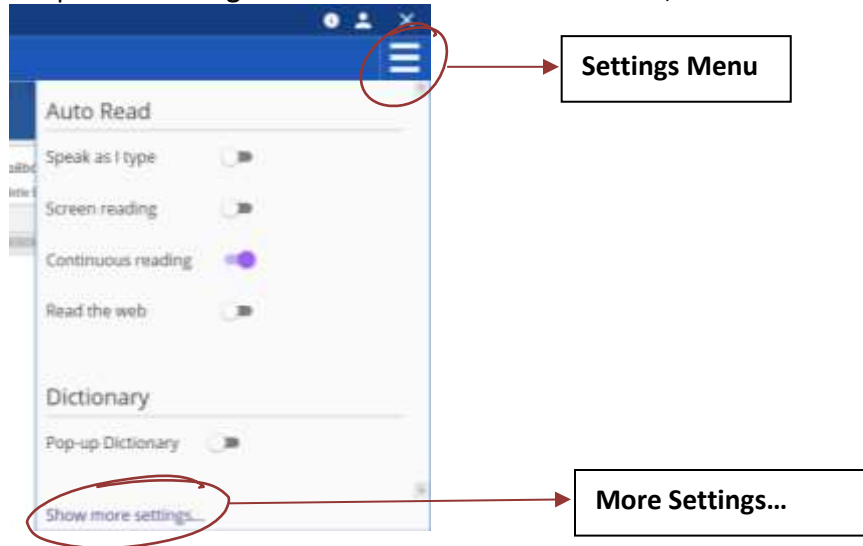 Settings Menu
Auto Read
Speak as I type
Screen reading
Continuous reading
Read the web
Dictionary
Pop-up Dictionary
Show more settings...
More Settings...